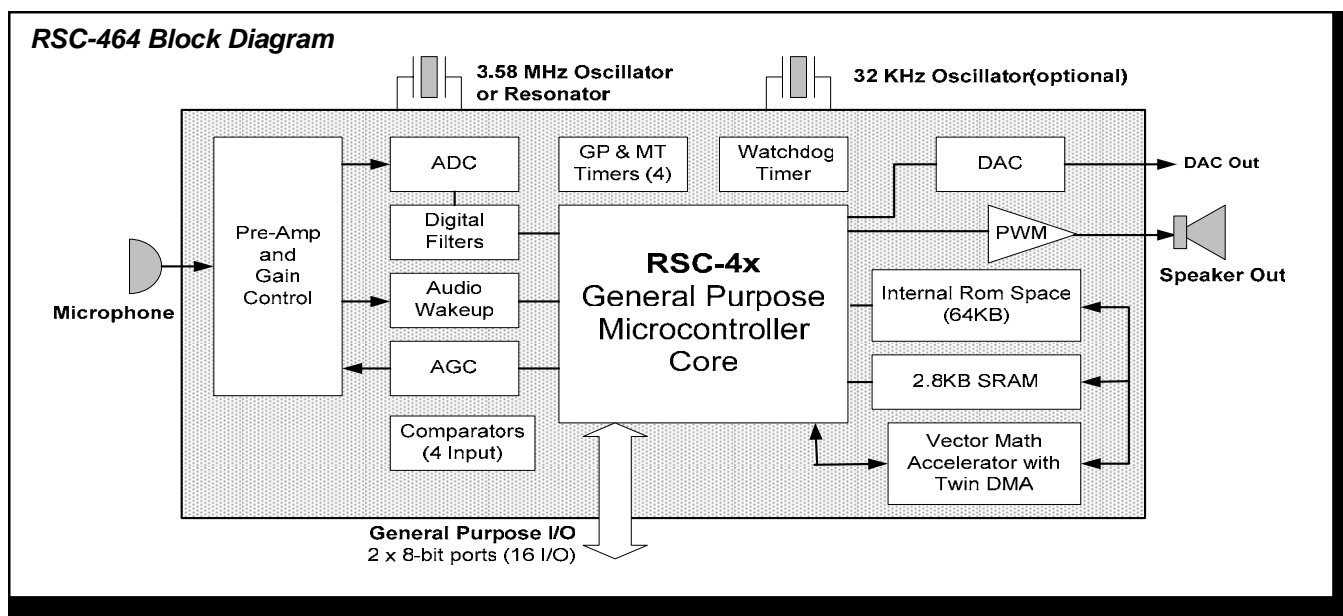 RSC-464 Block Diagram
3.58 MHz Oscillator
or Resonator
32 KHz Oscillator(optional)
ADC
GP & MT
Timers (4)
Watchdog
Timer
DAC
DAC Out
Pre-Amp
and
Gain
Control
Digital
Filters
PWM
Speaker Out
Microphone
Audio
Wakeup
RSC-4x
General Purpose
Microcontroller
Core
Internal Rom Space
(64KB)
AGC
2.8KB SRAM
Comparators
(4 Input)
Vector Math
Accelerator with
Twin DMA
General Purpose I/O
2 x 8-bit ports (16 I/O)